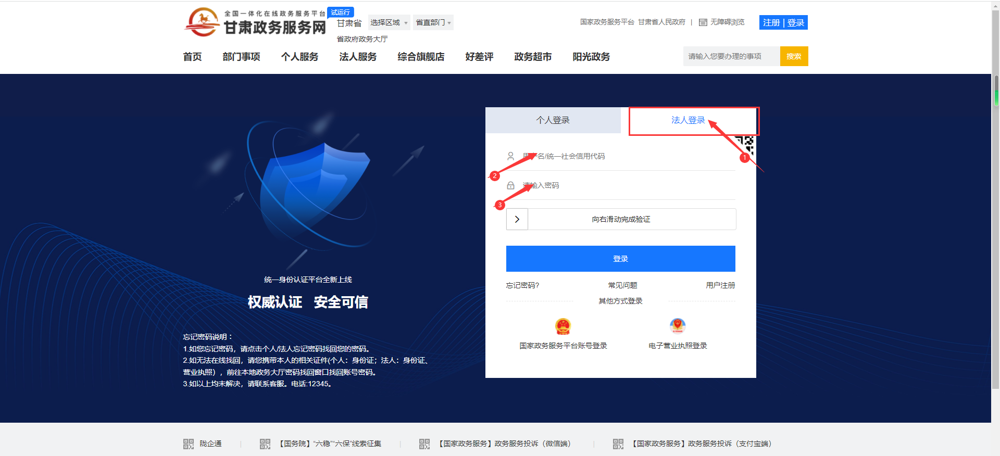 全国一体化在线政务服务平台
甘肃政务服务网
试运行
甘肃省 选择区域 省直部门
省政府政务大厅
国家政务服务平台 甘肃省人民政府 | 无障碍浏览
注册 | 登录
首页 部门事项 个人服务 法人服务 综合旗舰店 好差评 政务超市 阳光政务
请输入您要办理的事项 搜索
个人登录 法人登录
1
用户名/统一社会信用代码
2
请输入密码
3
向右滑动完成验证
登录
忘记密码? 常见问题 用户注册
其他方式登录
国家政务服务平台账号登录 电子营业执照登录
统一身份认证平台全新上线
权威认证 安全可信
忘记密码说明：
1.如您忘记密码，请点击个人/法人忘记密码找回您的密码。
2.如无法在线找回，请您携带本人的相关证件(个人：身份证；法人：身份证、
营业执照），前往本地政务大厅密码找回窗口找回账号密码。
3.如以上均未解决，请联系客服。电话:12345。
陇企通 | 【国务院】“六稳”“六保”线索征集 | 【国家政务服务】政务服务投诉（微信端） | 【国家政务服务】政务服务投诉（支付宝端）